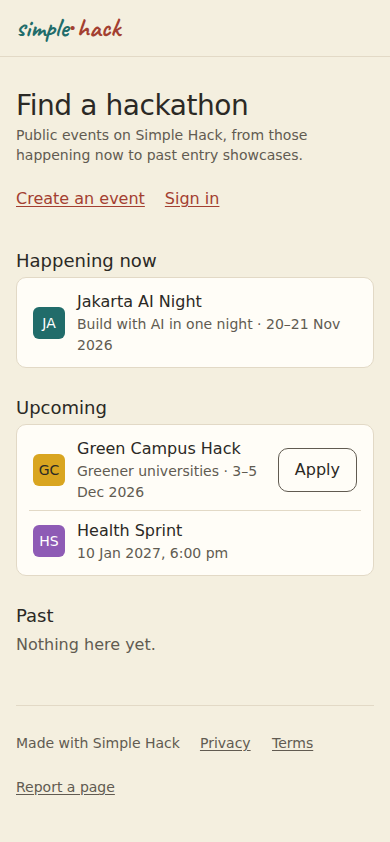 simple·hack
Find a hackathon
Public events on Simple Hack, from those
happening now to past entry showcases.
Create an event Sign in
Happening now
JA
Jakarta AI Night
Build with AI in one night · 20–21 Nov
2026
Upcoming
GC
Green Campus Hack
Greener universities · 3–5
Dec 2026
Apply
HS
Health Sprint
10 Jan 2027, 6:00 pm
Past
Nothing here yet.
Made with Simple Hack Privacy Terms
Report a page